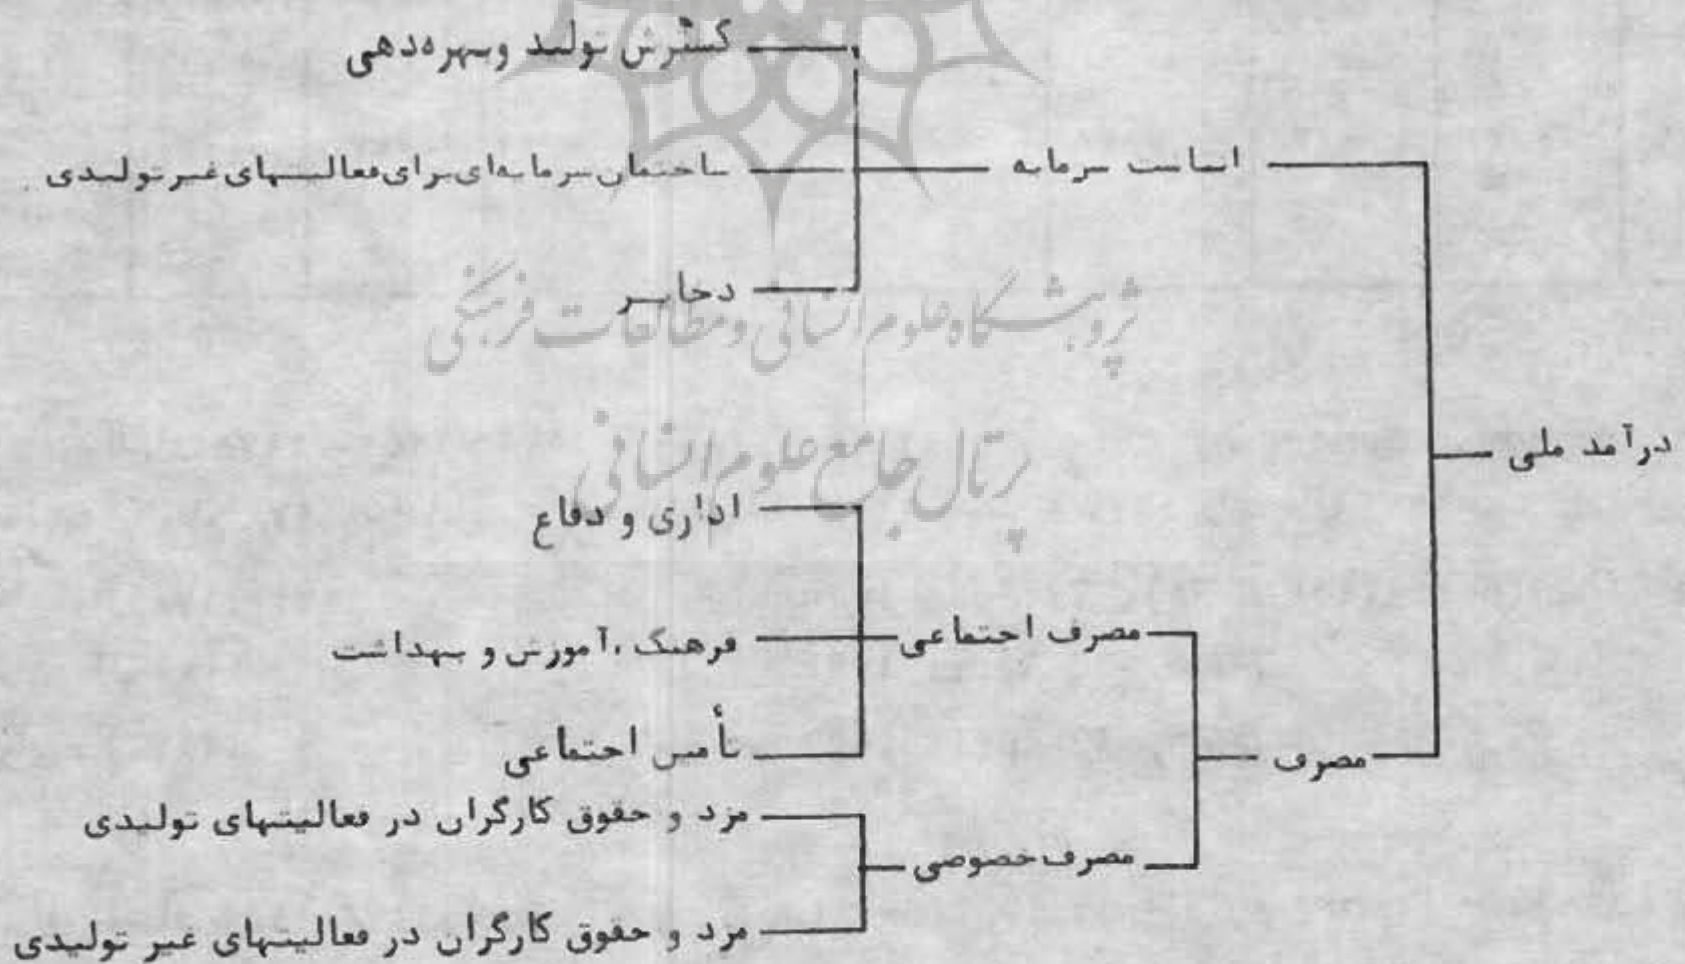 گسترش تولید و بهره‌دهی
انباشت سرمایه
ساختمان سرمایه‌ای برای فعالیتهای غیر تولیدی
ذخایر
پژوهشگاه علوم انسانی و مطالعات فرهنگی
درآمد ملی
پرتال جامع علوم انسانی
اداری و دفاع
مصرف اجتماعی
فرهنگ، آموزش و بهداشت
تأمین اجتماعی
مصرف
مزد و حقوق کارگران در فعالیتهای تولیدی
مصرف خصوصی
مزد و حقوق کارگران در فعالیتهای غیر تولیدی